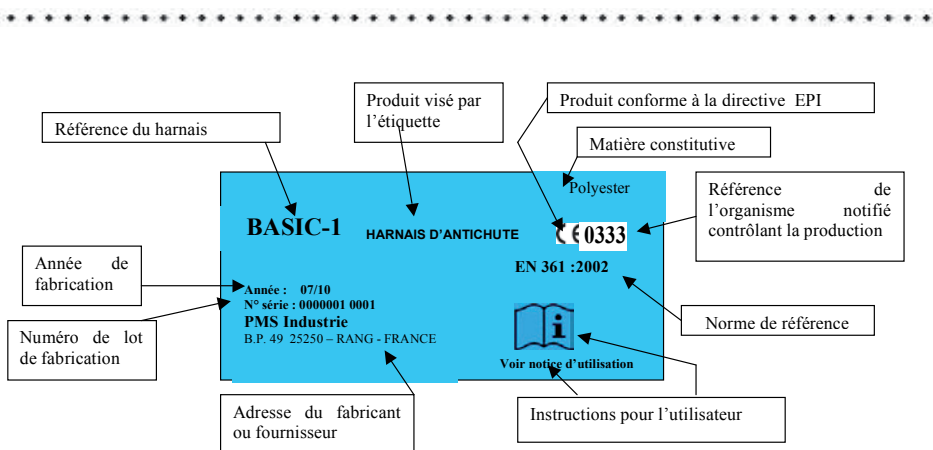 Produit visé par
l’étiquette
Produit conforme à la directive EPI
Référence du harnais
Matière constitutive
Polyester
Référence de
l’organisme notifié
contrôlant la production
BASIC-1
HARNAIS D’ANTICHUTE
CE 0333
EN 361 :2002
Année de
fabrication
Année : 07/10
N° série : 0000001 0001
PMS Industrie
B.P. 49 25250 – RANG - FRANCE
Numéro de lot
de fabrication
i
Norme de référence
Voir notice d’utilisation
Adresse du fabricant
ou fournisseur
Instructions pour l’utilisateur